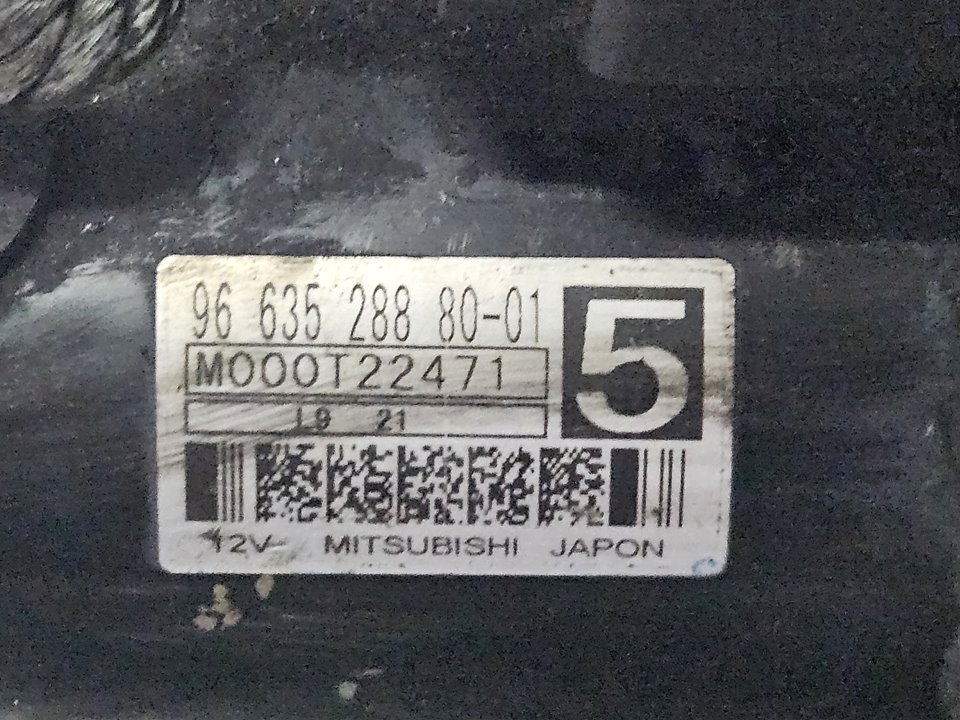 96 635 288 80-01
5
M000T22471
L9 21
12V MITSUBISHI JAPON